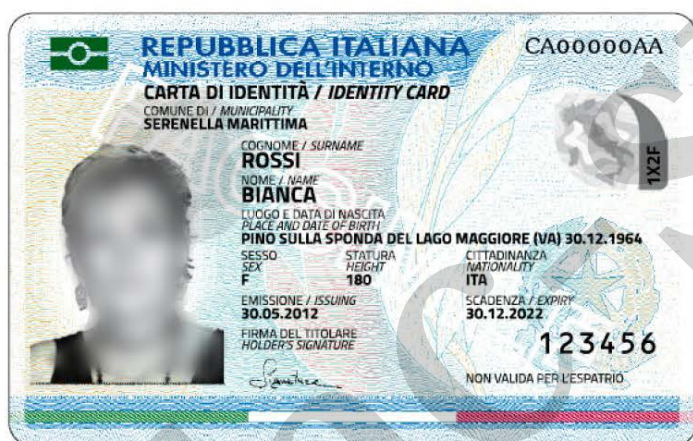 REPUBBLICA ITALIANA
CA00000AA
MINISTERO DELL'INTERNO
CARTA DI IDENTITÀ / IDENTITY CARD
COMUNE DI / MUNICIPALITY
SERENELLA MARITTIMA
COGNOME / SURNAME
ROSSI
NOME / NAME
BIANCA
LUOGO E DATA DI NASCITA
PLACE AND DATE OF BIRTH
PINO SULLA SPONDA DEL LAGO MAGGIORE (VA) 30.12.1964
SESSO STATURA CITTADINANZA
SEX HEIGHT NATIONALITY
F 180 ITA
EMISSIONE / ISSUING SCADENZA / EXPIRY
30.05.2012 30.12.2022
FIRMA DEL TITOLARE
HOLDER'S SIGNATURE
123456
NON VALIDA PER L'ESPATRIO
1X2F